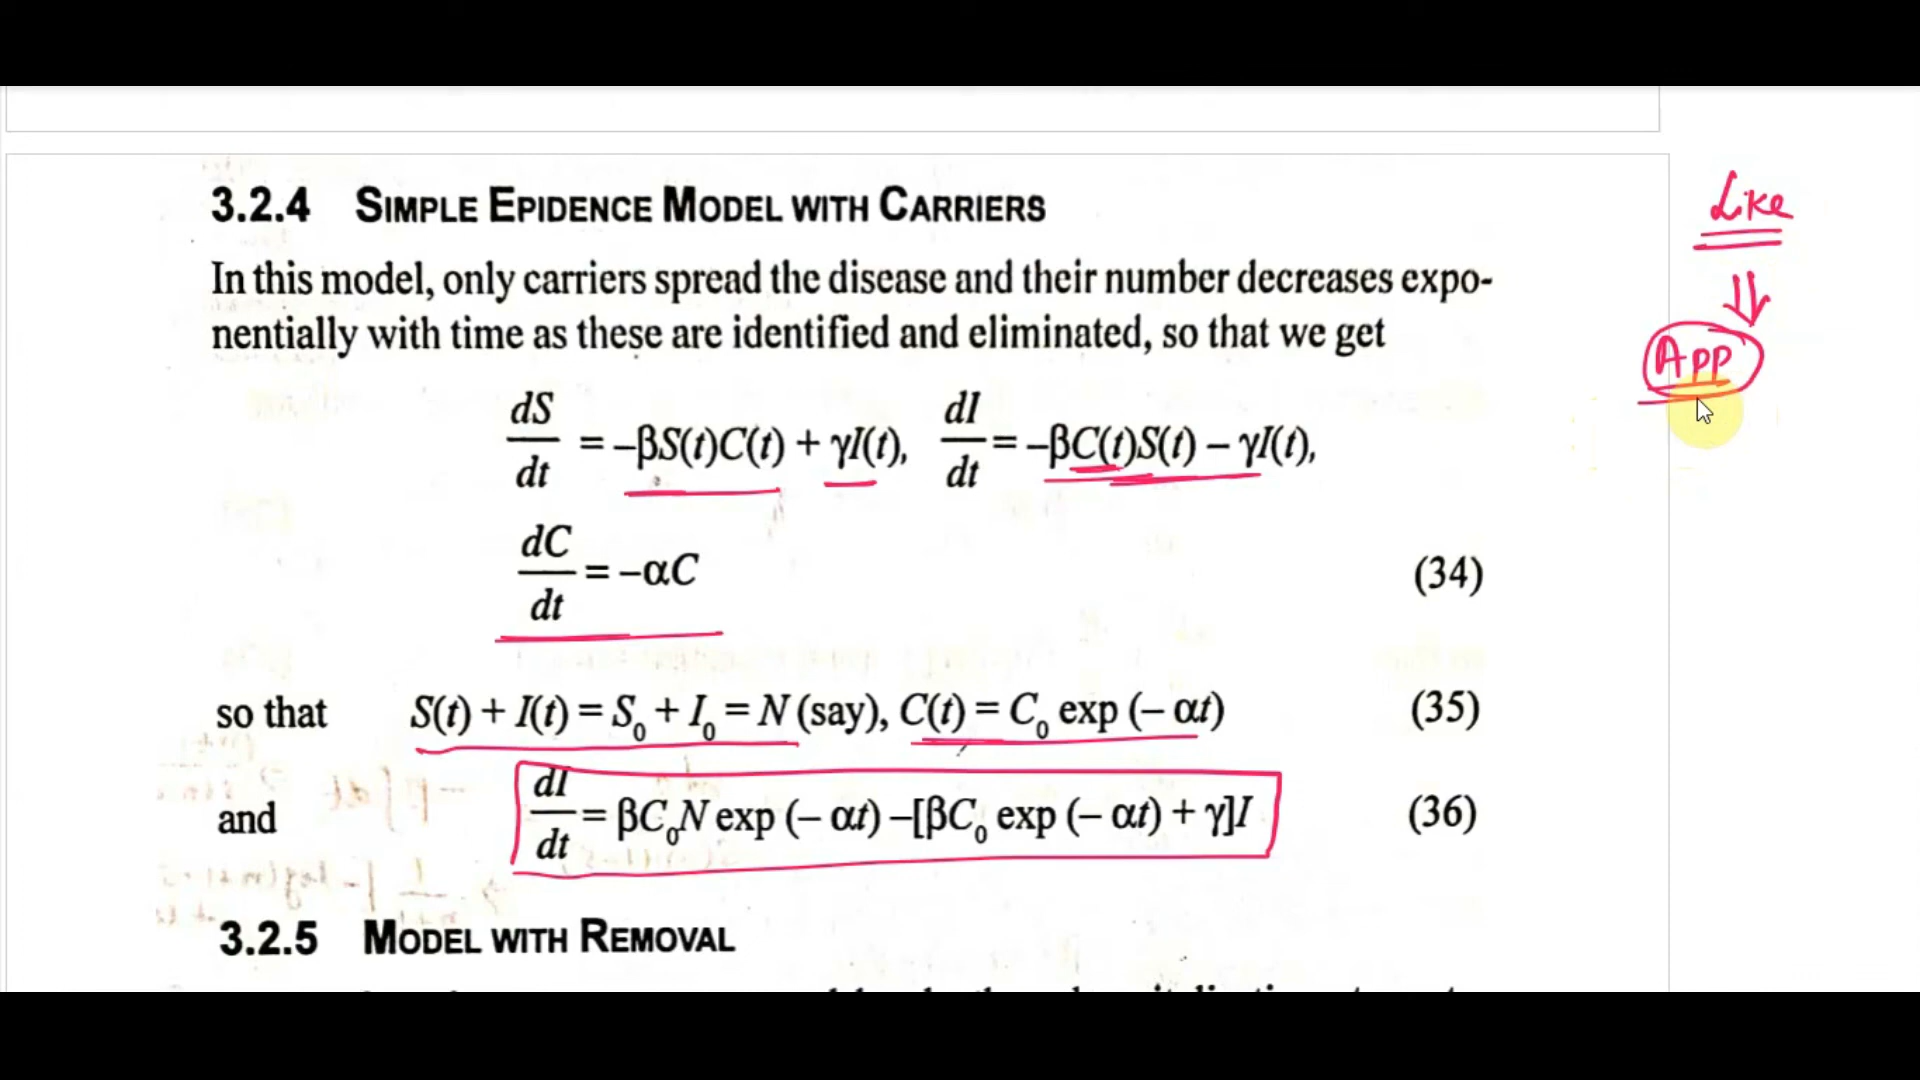 3.2.4 SIMPLE EPIDENCE MODEL WITH CARRIERS
In this model, only carriers spread the disease and their number decreases expo-
nentially with time as these are identified and eliminated, so that we get
dS/dt = –βS(t)C(t) + γI(t), dI/dt = –βC(t)S(t) – γI(t),
dC/dt = –αC (34)
so that S(t) + I(t) = S₀ + I₀ = N (say), C(t) = C₀ exp (– αt) (35)
and dI/dt = βC₀N exp (– αt) –[βC₀ exp (– αt) + γ]I (36)
3.2.5 MODEL WITH REMOVAL
Like
App